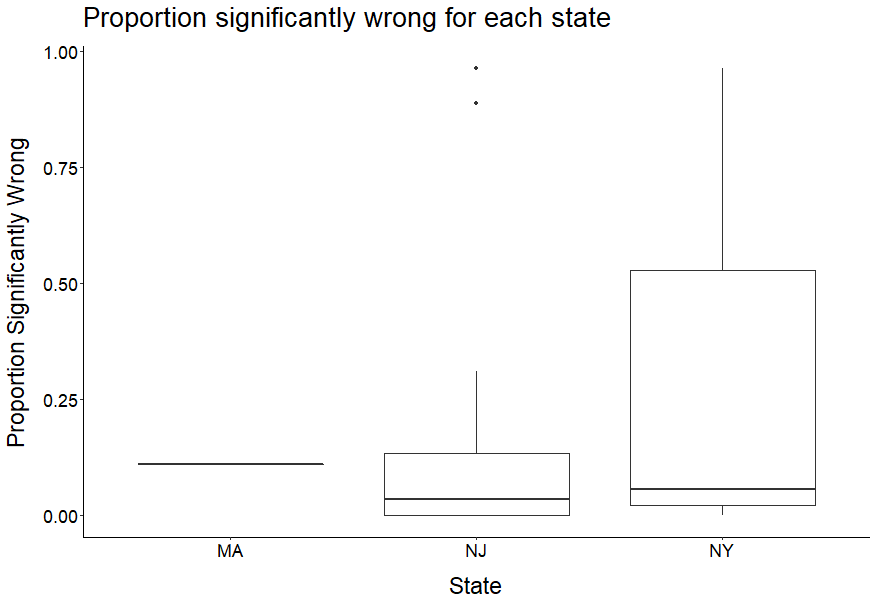 Proportion significantly wrong for each state
Proportion Significantly Wrong
1.00
0.75
0.50
0.25
0.00
MA
NJ
NY
State